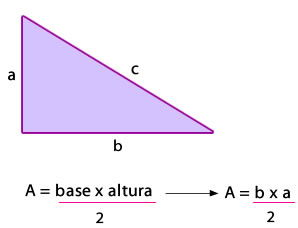 a
c
b
A = base x altura
2
A = b x a
2